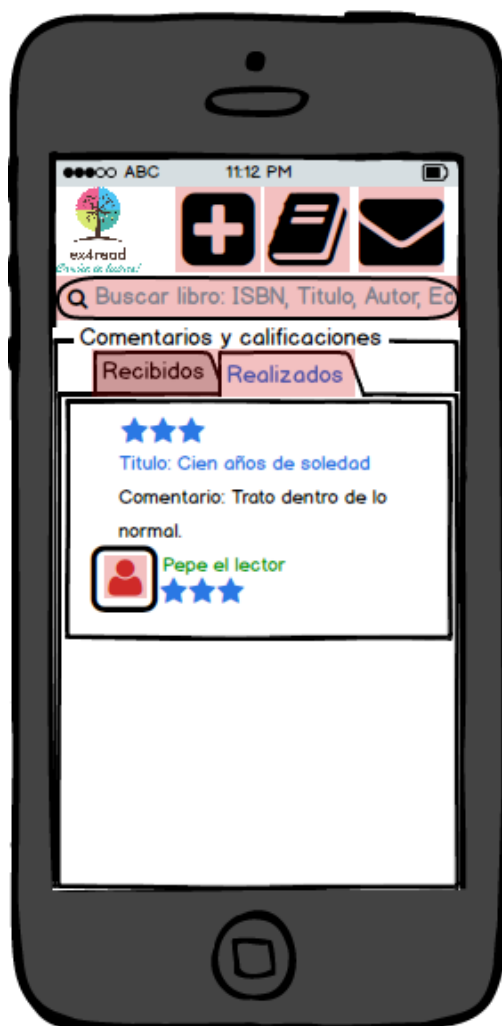 ABC 11:12 PM
ex4read
Buscar libro: ISBN, Titulo, Autor, Ed
Comentarios y calificaciones
Recibidos Realizados
Titulo: Cien años de soledad
Comentario: Trato dentro de lo
normal.
Pepe el lector